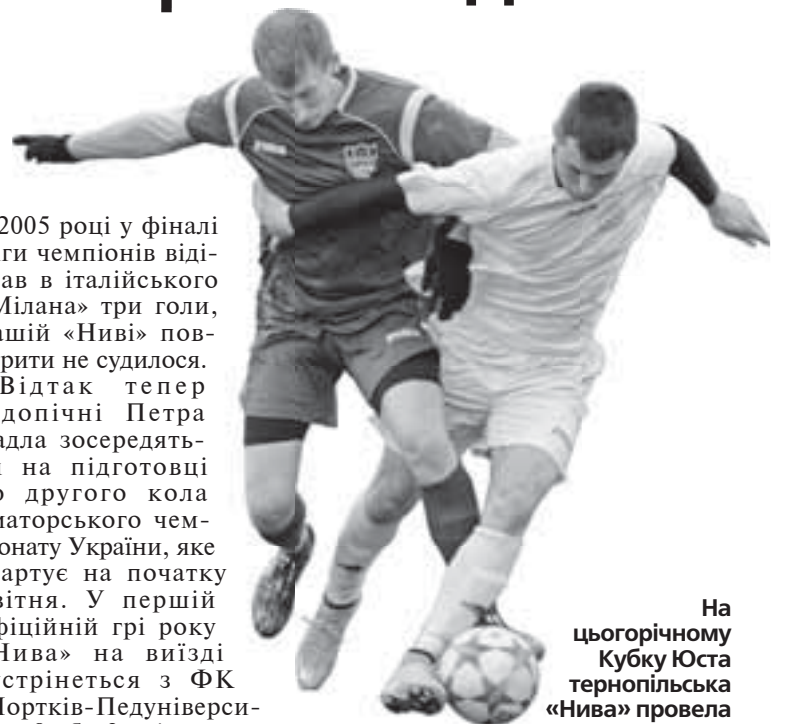 2005 році у фіналі
ги чемпіонів віді-
ав в італійського
Мілана» три голи,
ашій «Ниві» пов-
рити не судилося.
Відтак тепер
допічні Петра
адла зосередять-
на підготовці
о другого кола
аторського чем-
онату України, яке
артує на початку
вітня. У першій
фіційній грі року
Нива» на виїзді
стрінеться з ФК
Чортків-Педуніверси-
На
цьогорічному
Кубку Юста
тернопільська
«Нива» провела